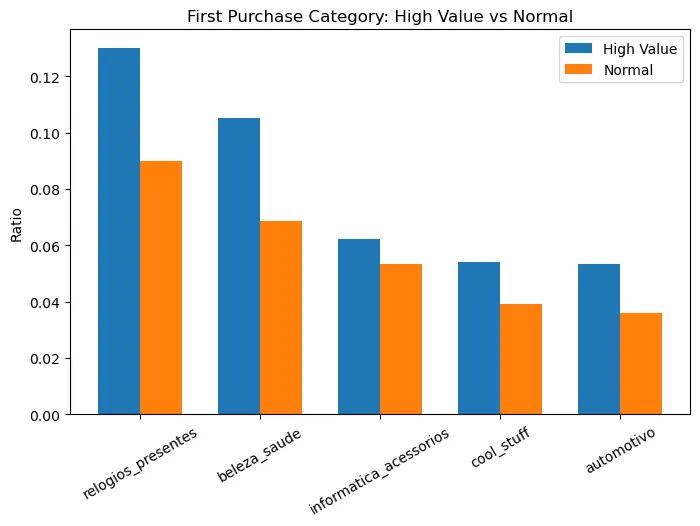 First Purchase Category: High Value vs Normal
High Value
Normal
Ratio
0.12
0.10
0.08
0.06
0.04
0.02
0.00
relogios_presentes
beleza_saude
informatica_acessorios
cool_stuff
automotivo